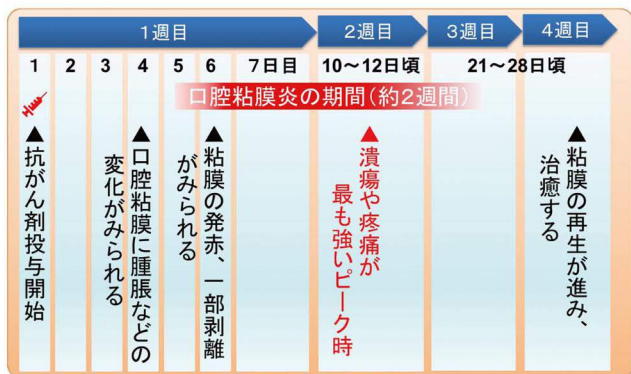 1週目
2週目
3週目
4週目
1
2
3
4
5
6
7日目
10～12日頃
21～28日頃
口腔粘膜炎の期間(約2週間)
▲抗がん剤投与開始
▲口腔粘膜に腫脹などの
変化がみられる
▲粘膜の発赤、一部剥離
がみられる
▲潰瘍や疼痛が
最も強いピーク時
▲粘膜の再生が進み、
治癒する